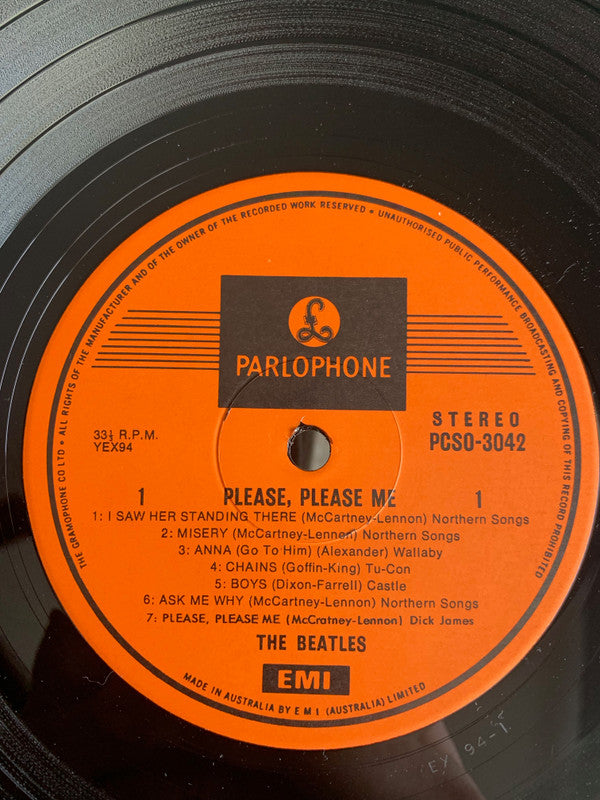 THE GRAMOPHONE CO LTD • ALL RIGHTS OF THE MANUFACTURER AND OF THE OWNER OF THE RECORDED WORK RESERVED • UNAUTHORISED PUBLIC PERFORMANCE BROADCASTING AND COPYING OF THIS RECORD PROHIBITED
£
PARLOPHONE
33⅓ R.P.M.
YEX94
STEREO
PCSO-3042
1 PLEASE, PLEASE ME 1
1: I SAW HER STANDING THERE (McCartney-Lennon) Northern Songs
2: MISERY (McCartney-Lennen) Northern Songs
3: ANNA (Go To Him) (Alexander) Wallaby
4: CHAINS (Goffin-King) Tu-Con
5: BOYS (Dixon-Farrell) Castle
6: ASK ME WHY (McCartney-Lennon) Northern Songs
7: PLEASE, PLEASE ME (McCratney-Lennon) Dick James
THE BEATLES
EMI
MADE IN AUSTRALIA BY E M I (AUSTRALIA) LIMITED